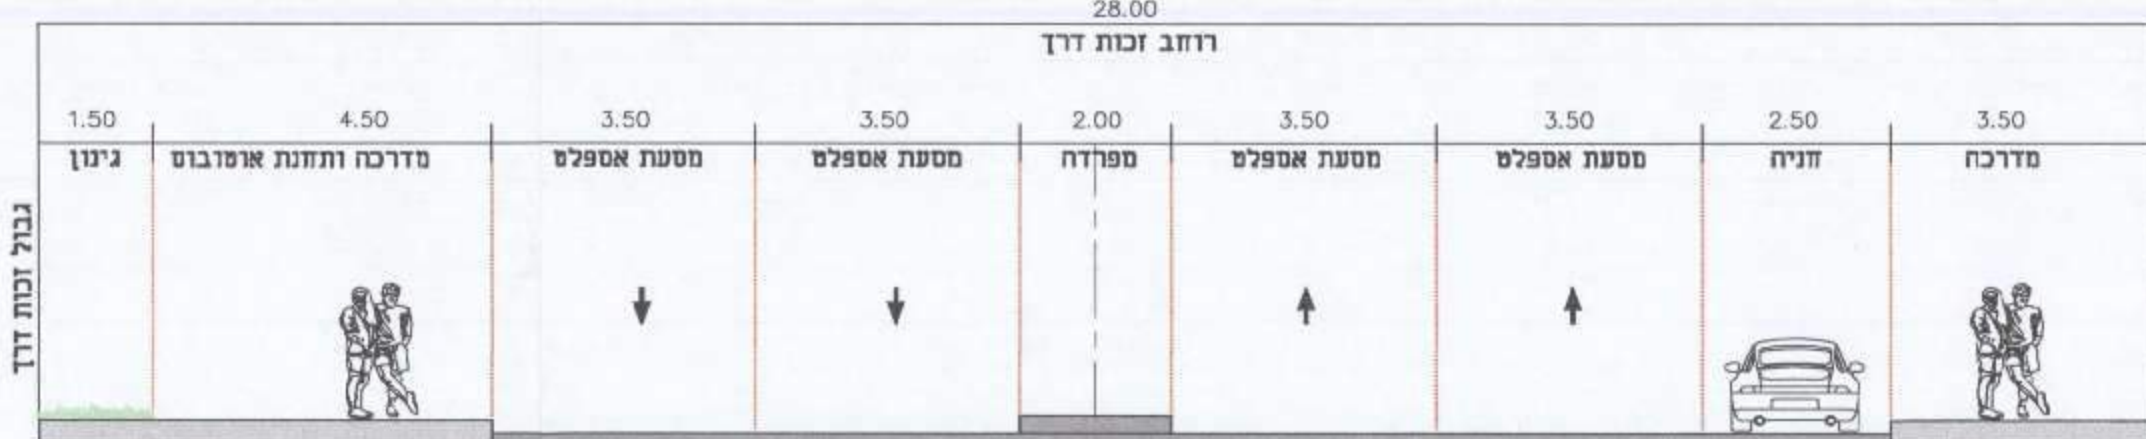 28.00
רוחב זכות דרך
1.50 4.50 3.50 3.50 2.00 3.50 3.50 2.50 3.50
גינון מדרכה ותחנת אוטובוס מסעת אספלט מסעת אספלט מפרדה מסעת אספלט מסעת אספלט חניה מדרכה
גבול זכות דרך